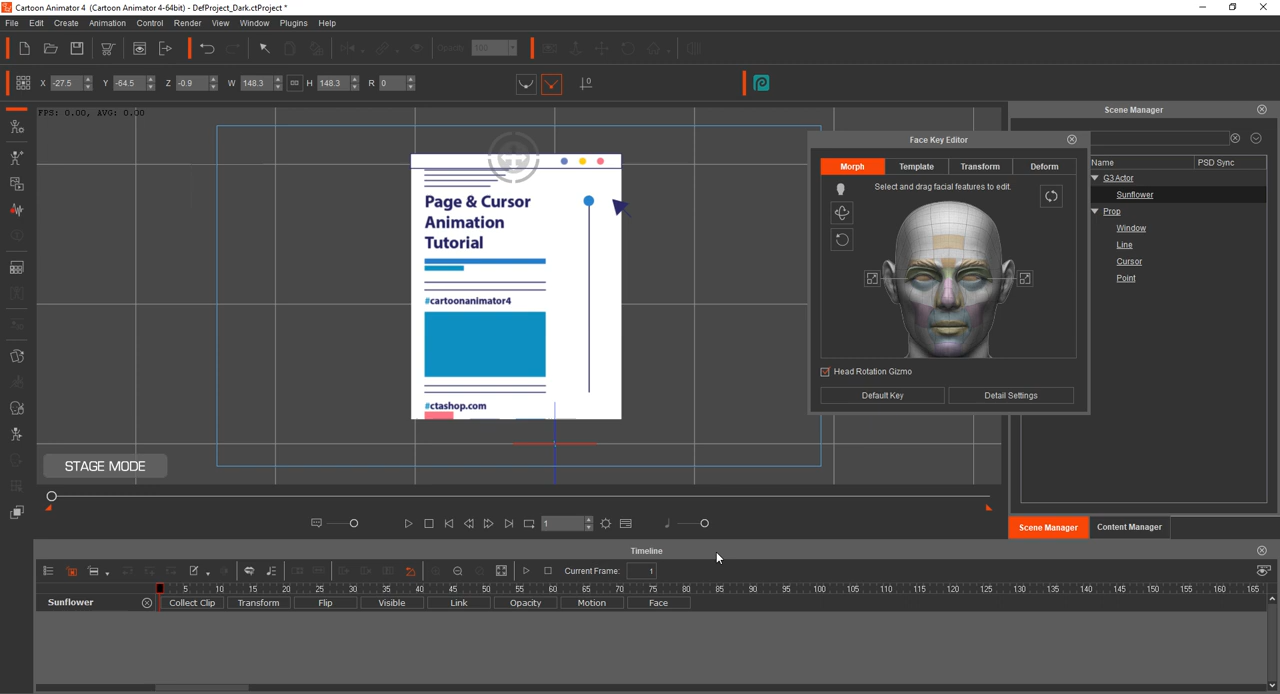 Cartoon Animator 4 (Cartoon Animator 4-64bit) - DefProject_Dark.ctProject *
File Edit Create Animation Control Render View Window Plugins Help
Opacity 100
X -27.5 Y -64.5 Z -0.9 W 148.3 H 148.3 R 0
FPS: 0.00, AVG: 0.00
Page & Cursor
Animation
Tutorial
#cartoonanimator4
#ctashop.com
STAGE MODE
Face Key Editor
Morph Template Transform Deform
Select and drag facial features to edit.
Head Rotation Gizmo
Default Key Detail Settings
Scene Manager
Name PSD Sync
G3 Actor
Sunflower
Prop
Window
Line
Cursor
Point
Scene Manager Content Manager
1
Timeline
Current Frame: 1
5 10 15 20 25 30 35 40 45 50 55 60 65 70 75 80 85 90 95 100 105 110 115 120 125 130 135 140 145 150 155 160 165
Sunflower Collect Clip Transform Flip Visible Link Opacity Motion Face